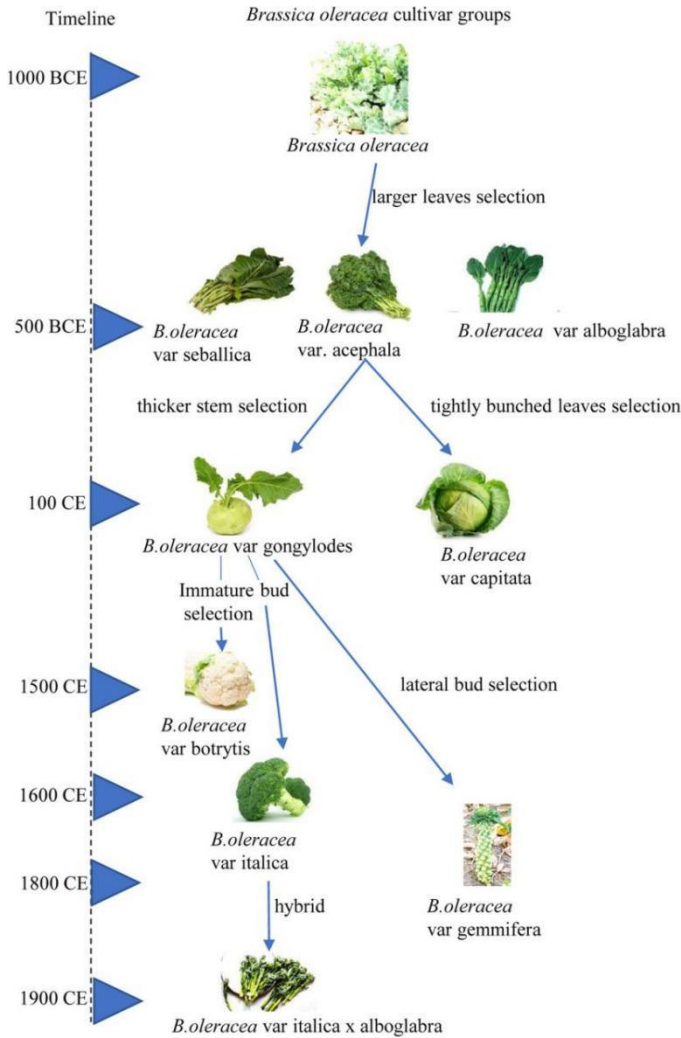 Timeline
Brassica oleracea cultivar groups
1000 BCE
Brassica oleracea
larger leaves selection
500 BCE
B.oleracea
var seballica
B.oleracea
var. acephala
B.oleracea var alboglabra
thicker stem selection
tightly bunched leaves selection
100 CE
B.oleracea var gongylodes
B.oleracea
var capitata
Immature bud
selection
1500 CE
lateral bud selection
B.oleracea
var botrytis
1600 CE
B.oleracea
var italica
1800 CE
hybrid
B.oleracea
var gemmifera
1900 CE
B.oleracea var italica x alboglabra